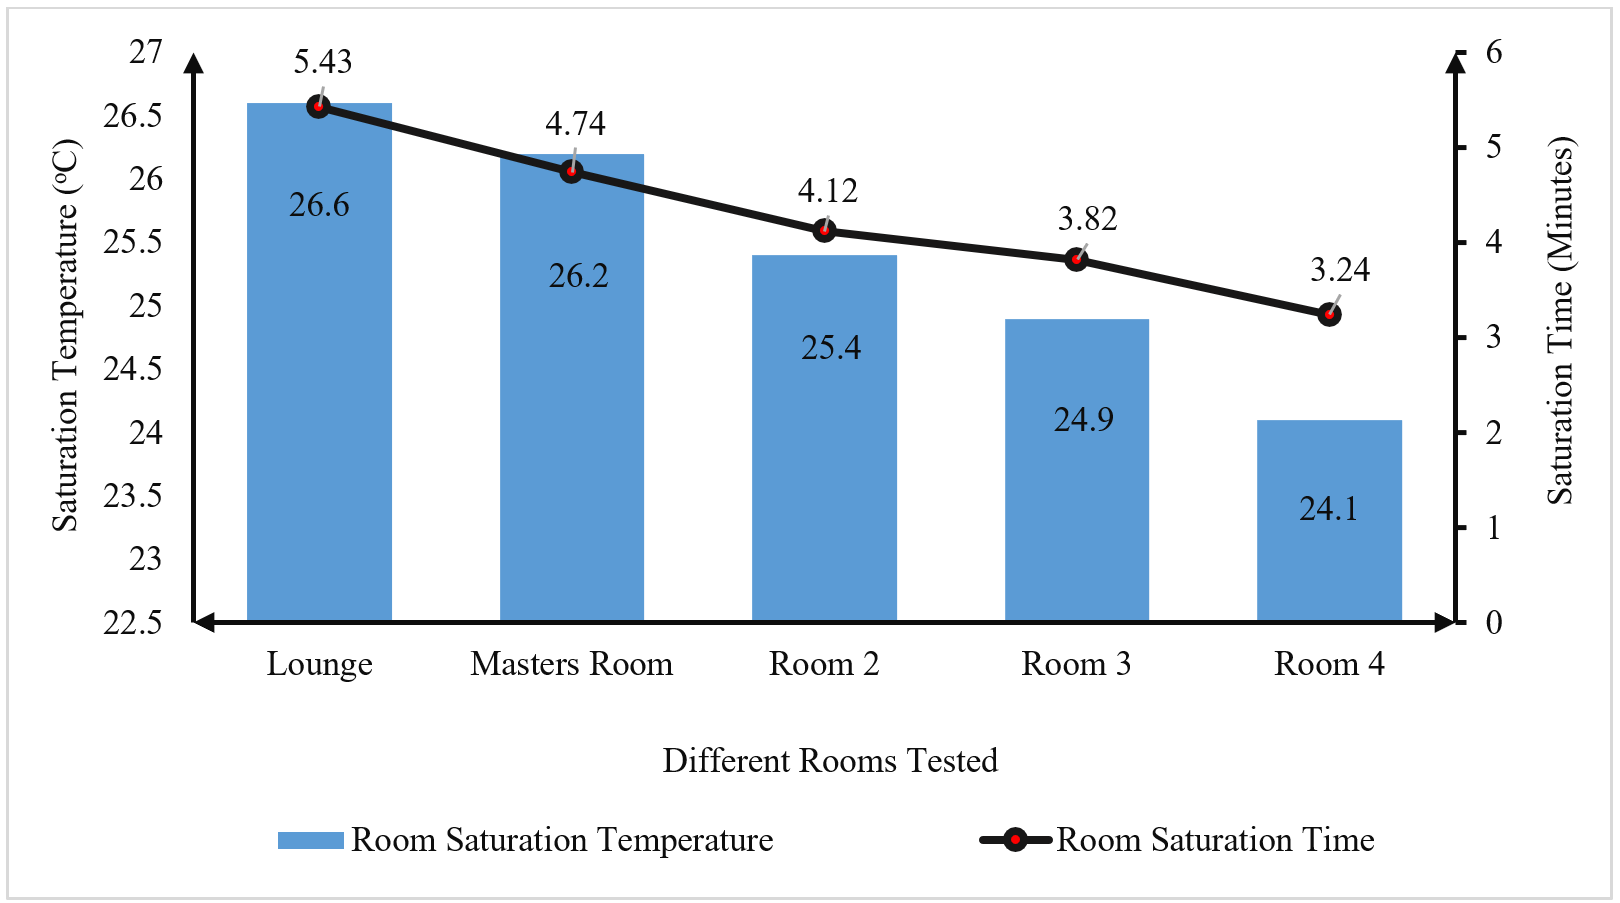 27
26.5
26
25.5
25
24.5
24
23.5
23
22.5
Saturation Temperature (ºC)
5.43
4.74
4.12
3.82
3.24
26.6
26.2
25.4
24.9
24.1
6
5
4
3
2
1
0
Saturation Time (Minutes)
Lounge
Masters Room
Room 2
Room 3
Room 4
Different Rooms Tested
Room Saturation Temperature
Room Saturation Time